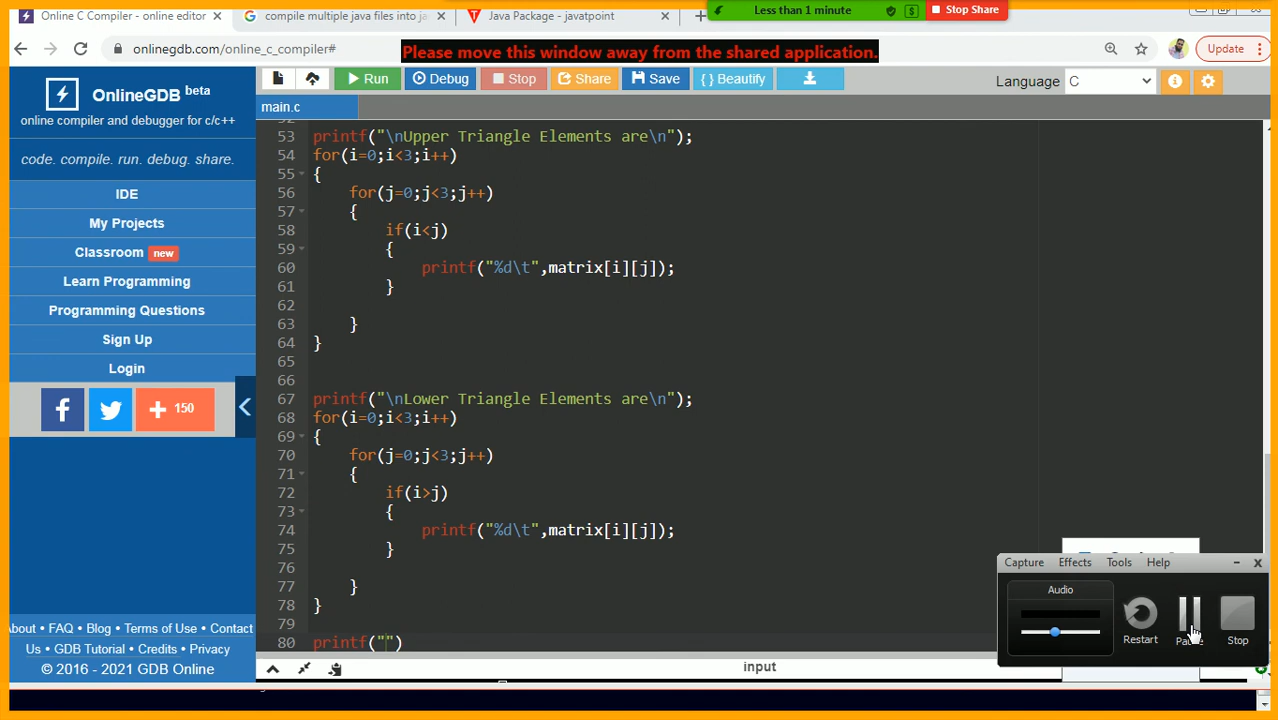 Online C Compiler - online editor
compile multiple java files into ja
Java Package - javatpoint
Less than 1 minute
Stop Share
onlinegdb.com/online_c_compiler#
Please move this window away from the shared application.
Update
OnlineGDB beta
online compiler and debugger for c/c++
code. compile. run. debug. share.
IDE
My Projects
Classroom new
Learn Programming
Programming Questions
Sign Up
Login
150
About • FAQ • Blog • Terms of Use • Contact
Us • GDB Tutorial • Credits • Privacy
© 2016 - 2021 GDB Online
Run
Debug
Stop
Share
Save
{ } Beautify
Language C
main.c
52
53 printf("\nUpper Triangle Elements are\n");
54 for(i=0;i<3;i++)
55 {
56 for(j=0;j<3;j++)
57 {
58 if(i<j)
59 {
60 printf("%d\t",matrix[i][j]);
61 }
62
63 }
64 }
65
66
67 printf("\nLower Triangle Elements are\n");
68 for(i=0;i<3;i++)
69 {
70 for(j=0;j<3;j++)
71 {
72 if(i>j)
73 {
74 printf("%d\t",matrix[i][j]);
75 }
76
77 }
78 }
79
80 printf("")
input
Capture Effects Tools Help
Audio
Restart
Pause
Stop